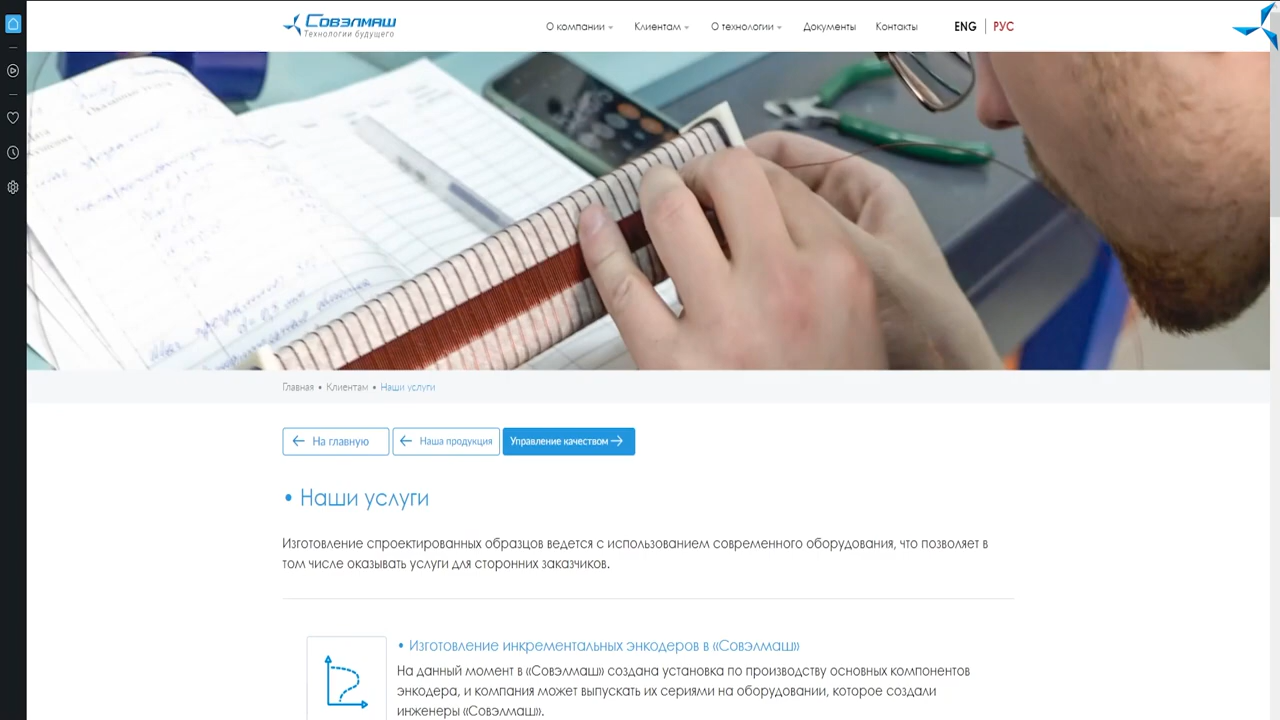 Совэлмаш
Технологии будущего
О компании
Клиентам
О технологии
Документы
Контакты
ENG
РУС
Главная • Клиентам • Наши услуги
На главную
Наша продукция
Управление качеством
• Наши услуги
Изготовление спроектированных образцов ведется с использованием современного оборудования, что позволяет в
том числе оказывать услуги для сторонних заказчиков.
• Изготовление инкрементальных энкодеров в «Совэлмаш»
На данный момент в «Совэлмаш» создана установка по производству основных компонентов
энкодера, и компания может выпускать их сериями на оборудовании, которое создали
инженеры «Совэлмаш».